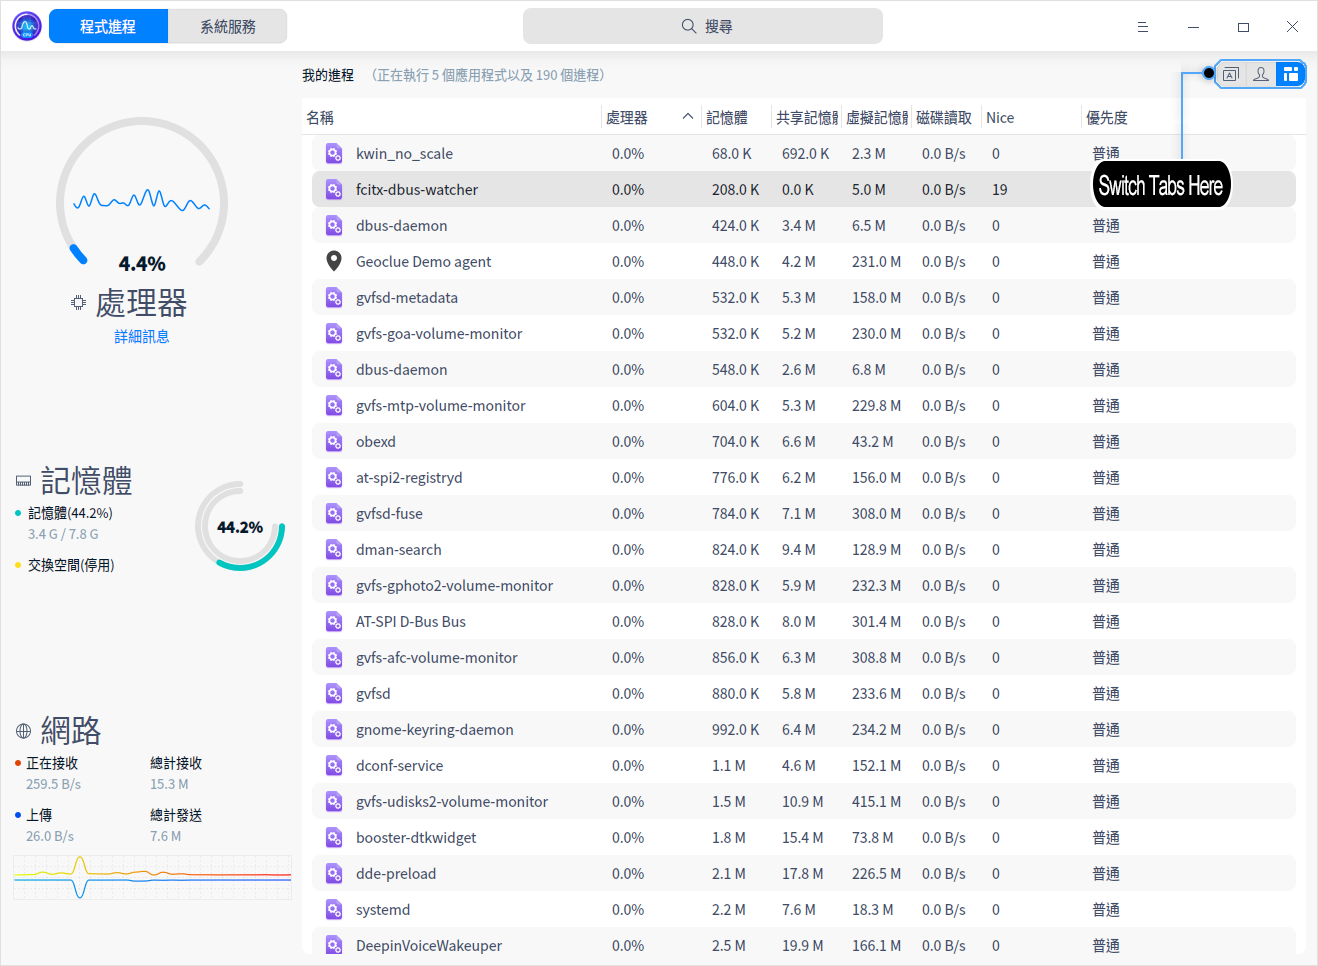 程式進程 系統服務 搜尋
我的進程 （正在執行 5 個應用程式以及 190 個進程）
名稱 處理器 記憶體 共享記憶 虛擬記憶 磁碟讀取 Nice 優先度
kwin_no_scale 0.0% 68.0 K 692.0 K 2.3 M 0.0 B/s 0 普通
fcitx-dbus-watcher 0.0% 208.0 K 0.0 K 5.0 M 0.0 B/s 19
Switch Tabs Here
dbus-daemon 0.0% 424.0 K 3.4 M 6.5 M 0.0 B/s 0 普通
Geoclue Demo agent 0.0% 448.0 K 4.2 M 231.0 M 0.0 B/s 0 普通
gvfsd-metadata 0.0% 532.0 K 5.3 M 158.0 M 0.0 B/s 0 普通
gvfs-goa-volume-monitor 0.0% 532.0 K 5.2 M 230.0 M 0.0 B/s 0 普通
dbus-daemon 0.0% 548.0 K 2.6 M 6.8 M 0.0 B/s 0 普通
gvfs-mtp-volume-monitor 0.0% 604.0 K 5.3 M 229.8 M 0.0 B/s 0 普通
obexd 0.0% 704.0 K 6.6 M 43.2 M 0.0 B/s 0 普通
at-spi2-registryd 0.0% 776.0 K 6.2 M 156.0 M 0.0 B/s 0 普通
gvfsd-fuse 0.0% 784.0 K 7.1 M 308.0 M 0.0 B/s 0 普通
dman-search 0.0% 824.0 K 9.4 M 128.9 M 0.0 B/s 0 普通
gvfs-gphoto2-volume-monitor 0.0% 828.0 K 5.9 M 232.3 M 0.0 B/s 0 普通
AT-SPI D-Bus Bus 0.0% 828.0 K 8.0 M 301.4 M 0.0 B/s 0 普通
gvfs-afc-volume-monitor 0.0% 856.0 K 6.3 M 308.8 M 0.0 B/s 0 普通
gvfsd 0.0% 880.0 K 5.8 M 233.6 M 0.0 B/s 0 普通
gnome-keyring-daemon 0.0% 992.0 K 6.4 M 234.2 M 0.0 B/s 0 普通
dconf-service 0.0% 1.1 M 4.6 M 152.1 M 0.0 B/s 0 普通
gvfs-udisks2-volume-monitor 0.0% 1.5 M 10.9 M 415.1 M 0.0 B/s 0 普通
booster-dtkwidget 0.0% 1.8 M 15.4 M 73.8 M 0.0 B/s 0 普通
dde-preload 0.0% 2.1 M 17.8 M 226.5 M 0.0 B/s 0 普通
systemd 0.0% 2.2 M 7.6 M 18.3 M 0.0 B/s 0 普通
DeepinVoiceWakeuper 0.0% 2.5 M 19.9 M 166.1 M 0.0 B/s 0 普通
4.4%
處理器
詳細訊息
記憶體
記憶體(44.2%)
3.4 G / 7.8 G
44.2%
交換空間(停用)
網路
正在接收 總計接收
259.5 B/s 15.3 M
上傳 總計發送
26.0 B/s 7.6 M